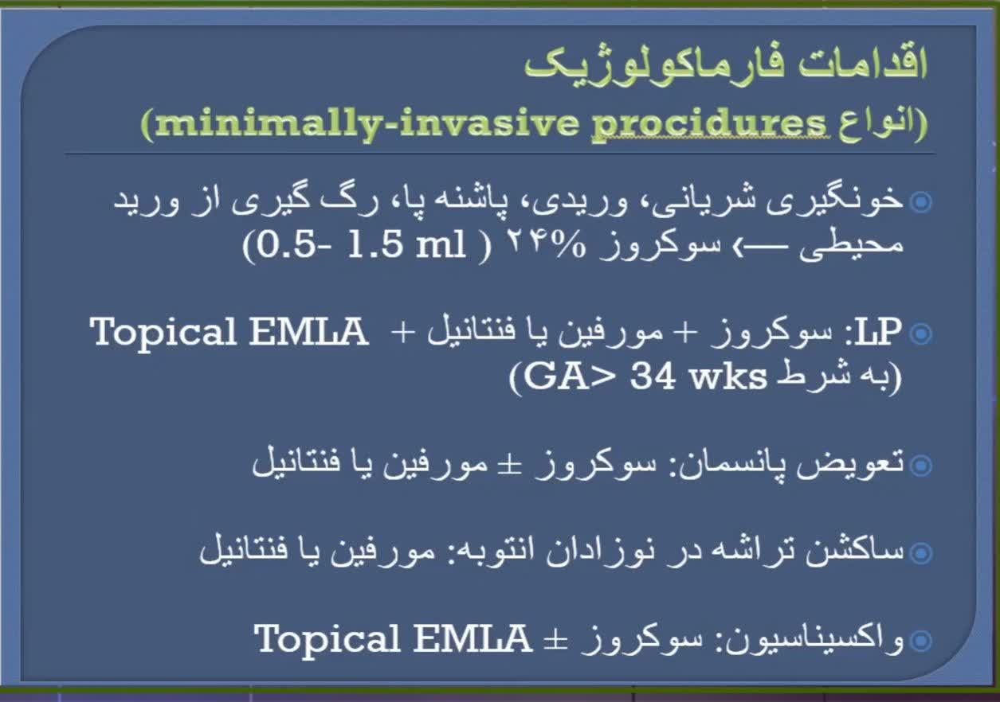 اقدامات فارماکولوژیک
(انواع minimally-invasive procidures)
خونگیری شریانی، وریدی، پاشنه پا، رگ گیری از ورید
محیطی —› سوکروز %۲۴ ( 0.5- 1.5 ml)
LP: سوکروز + مورفین یا فنتانیل + Topical EMLA
(به شرط GA> 34 wks)
تعویض پانسمان: سوکروز ± مورفین یا فنتانیل
ساکشن تراشه در نوزادان انتوبه: مورفین یا فنتانیل
واکسیناسیون: سوکروز ± Topical EMLA